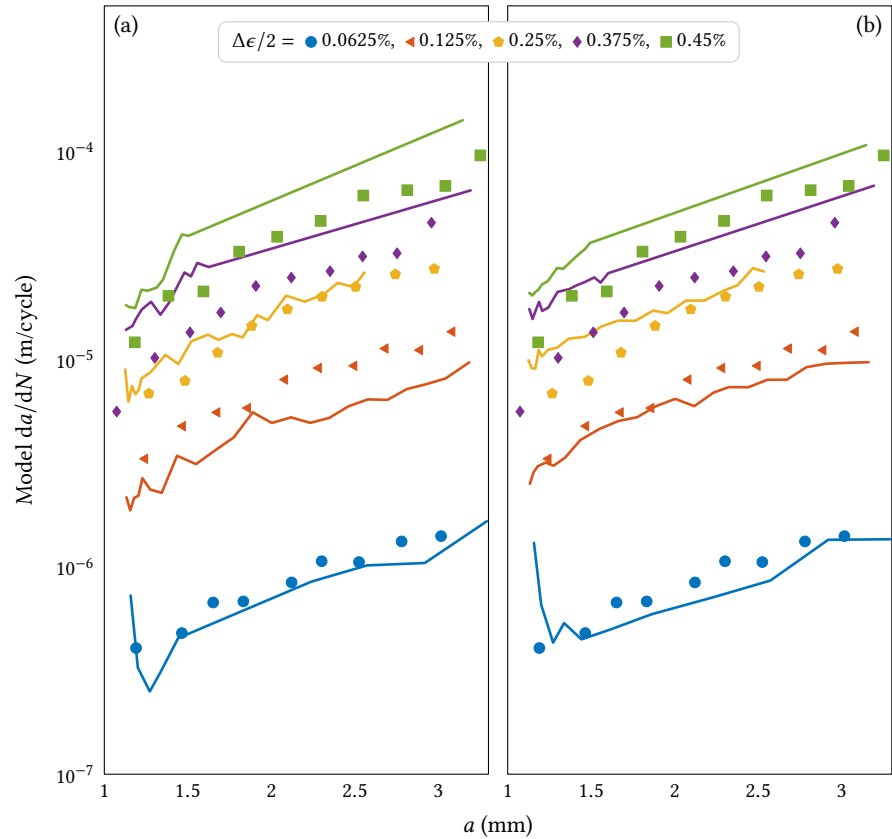 (a) (b)
Δϵ/2 = 0.0625%, 0.125%, 0.25%, 0.375%, 0.45%
10⁻⁴
10⁻⁵
10⁻⁶
10⁻⁷
Model da/dN (m/cycle)
1 1.5 2 2.5 3 1 1.5 2 2.5 3
a (mm)